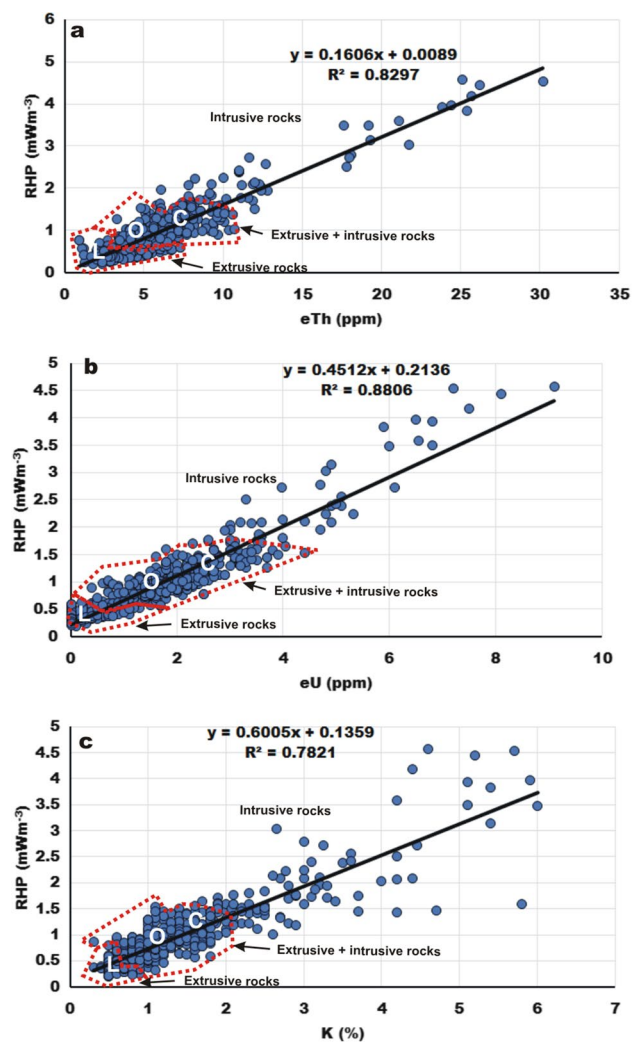 a
y = 0.1606x + 0.0089
R² = 0.8297
Intrusive rocks
Extrusive + intrusive rocks
Extrusive rocks
L O C
RHP (mWm-³)
6
5
4
3
2
1
0
0 5 10 15 20 25 30 35
eTh (ppm)
b
y = 0.4512x + 0.2136
R² = 0.8806
Intrusive rocks
Extrusive + intrusive rocks
Extrusive rocks
L O C
RHP (mWm-³)
5
4.5
4
3.5
3
2.5
2
1.5
1
0.5
0
0 2 4 6 8 10
eU (ppm)
c
y = 0.6005x + 0.1359
R² = 0.7821
Intrusive rocks
Extrusive + intrusive rocks
Extrusive rocks
L O C
RHP (mWm-³)
5
4.5
4
3.5
3
2.5
2
1.5
1
0.5
0
0 1 2 3 4 5 6 7
K (%)